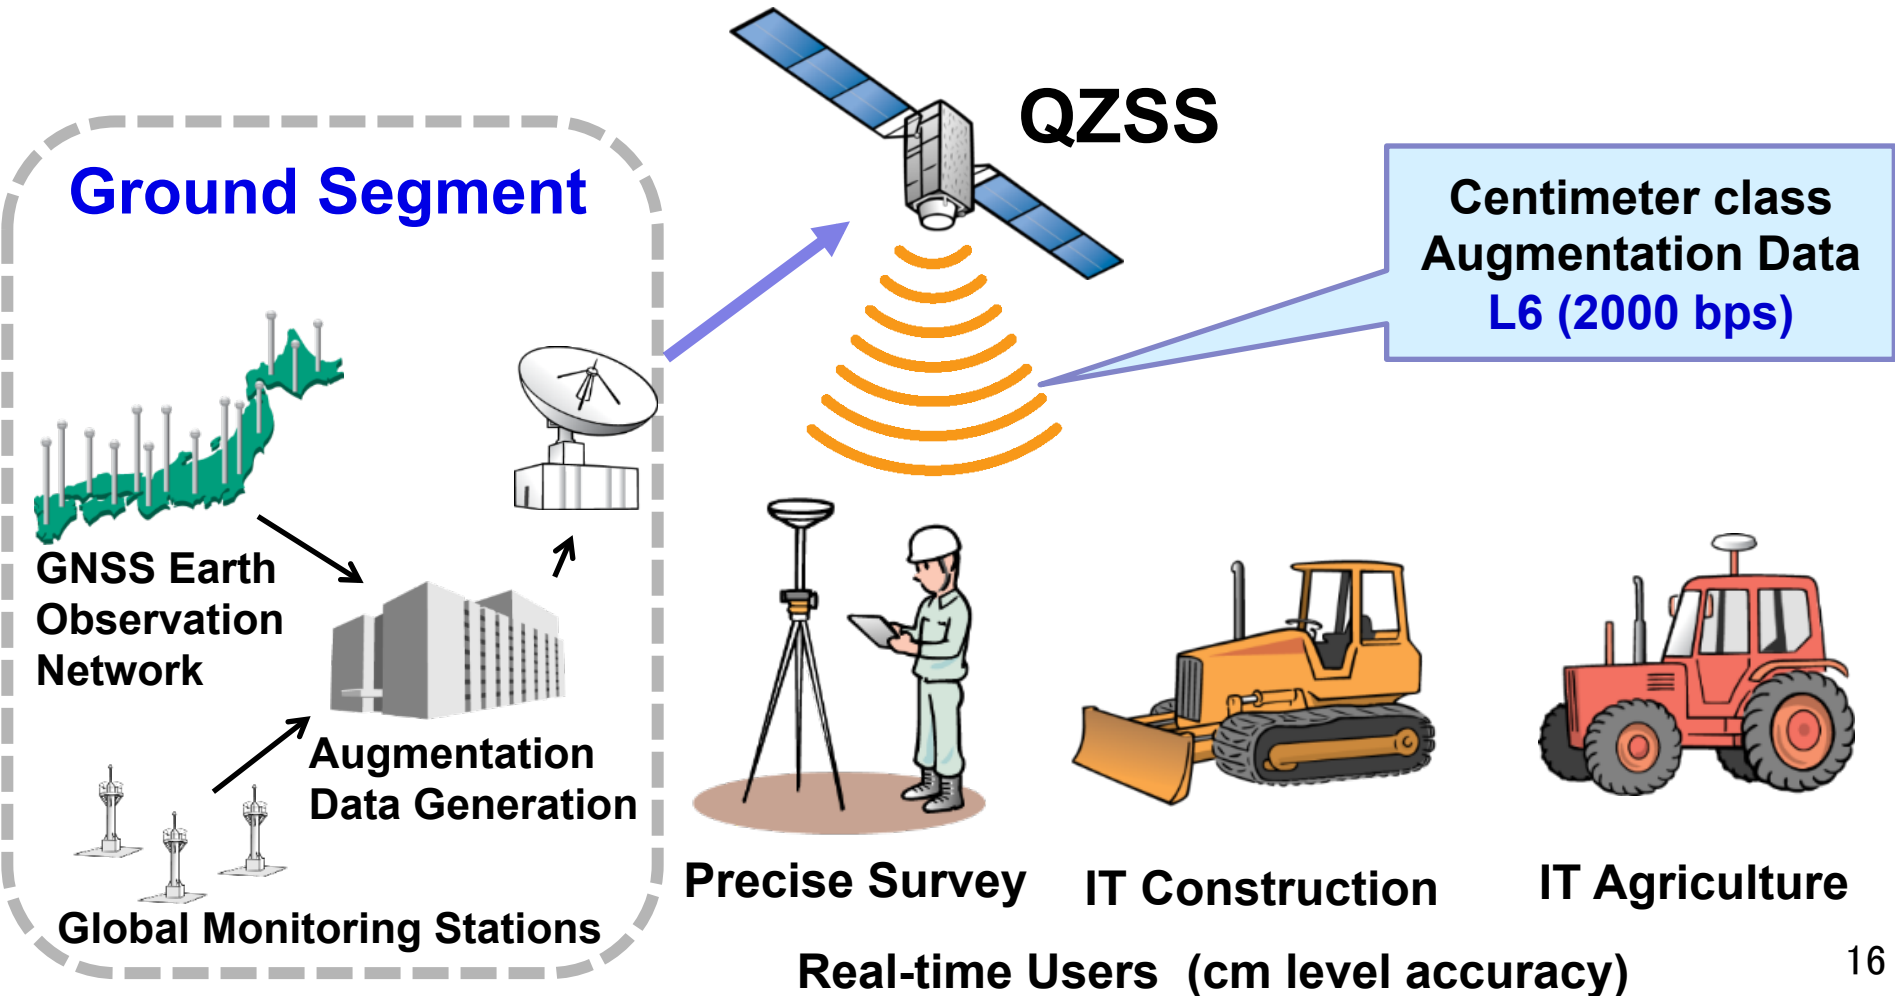 QZSS
Ground Segment
Centimeter class
Augmentation Data
L6 (2000 bps)
GNSS Earth
Observation
Network
Augmentation
Data Generation
Global Monitoring Stations
Precise Survey
IT Construction
IT Agriculture
Real-time Users (cm level accuracy)
16